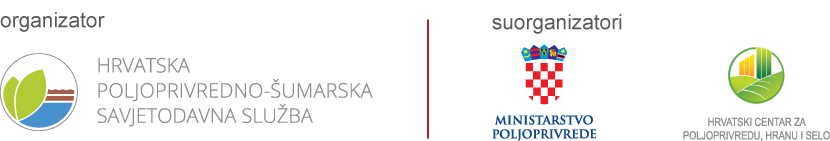 organizator
HRVATSKA
POLJOPRIVREDNO-ŠUMARSKA
SAVJETODAVNA SLUŽBA
suorganizatori
MINISTARSTVO
POLJOPRIVREDE
HRVATSKI CENTAR ZA
POLJOPRIVREDU, HRANU I SELO